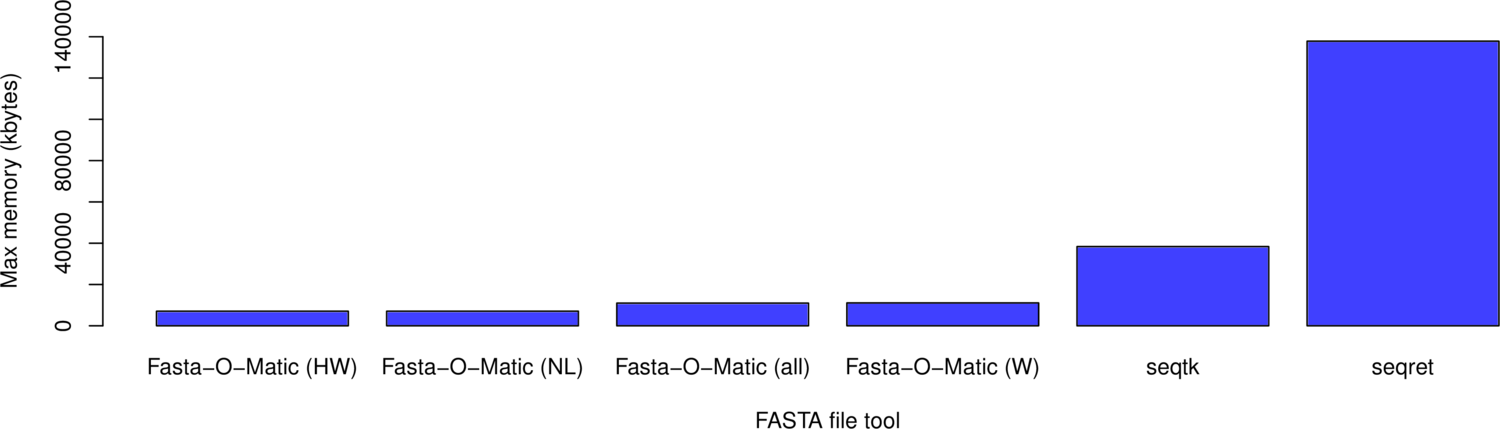 Max memory (kbytes)
140000
80000
40000
0
Fasta−O−Matic (HW) Fasta−O−Matic (NL) Fasta−O−Matic (all) Fasta−O−Matic (W) seqtk seqret
FASTA file tool